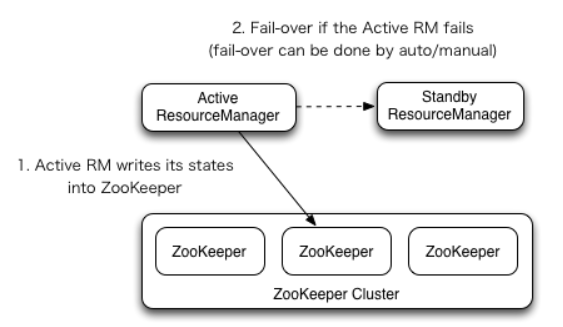 2. Fail-over if the Active RM fails
(fail-over can be done by auto/manual)
Active
ResourceManager
Standby
ResourceManager
1. Active RM writes its states
into ZooKeeper
ZooKeeper
ZooKeeper
ZooKeeper
ZooKeeper Cluster